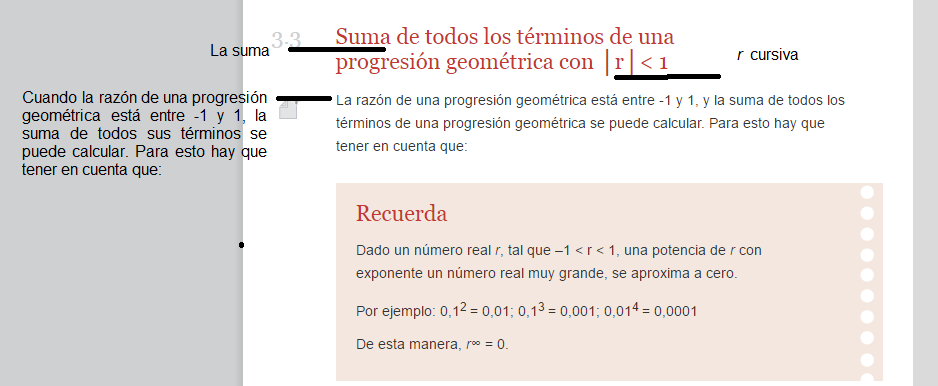 3.3
La suma
Suma de todos los términos de una
progresión geométrica con |r| < 1
r cursiva
Cuando la razón de una progresión
geométrica está entre -1 y 1, la
suma de todos sus términos se
puede calcular. Para esto hay que
tener en cuenta que:
La razón de una progresión geométrica está entre -1 y 1, y la suma de todos los
términos de una progresión geométrica se puede calcular. Para esto hay que
tener en cuenta que:
Recuerda
Dado un número real r, tal que –1 < r < 1, una potencia de r con
exponente un número real muy grande, se aproxima a cero.
Por ejemplo: 0,1² = 0,01; 0,1³ = 0,001; 0,01⁴ = 0,0001
De esta manera, r∞ = 0.